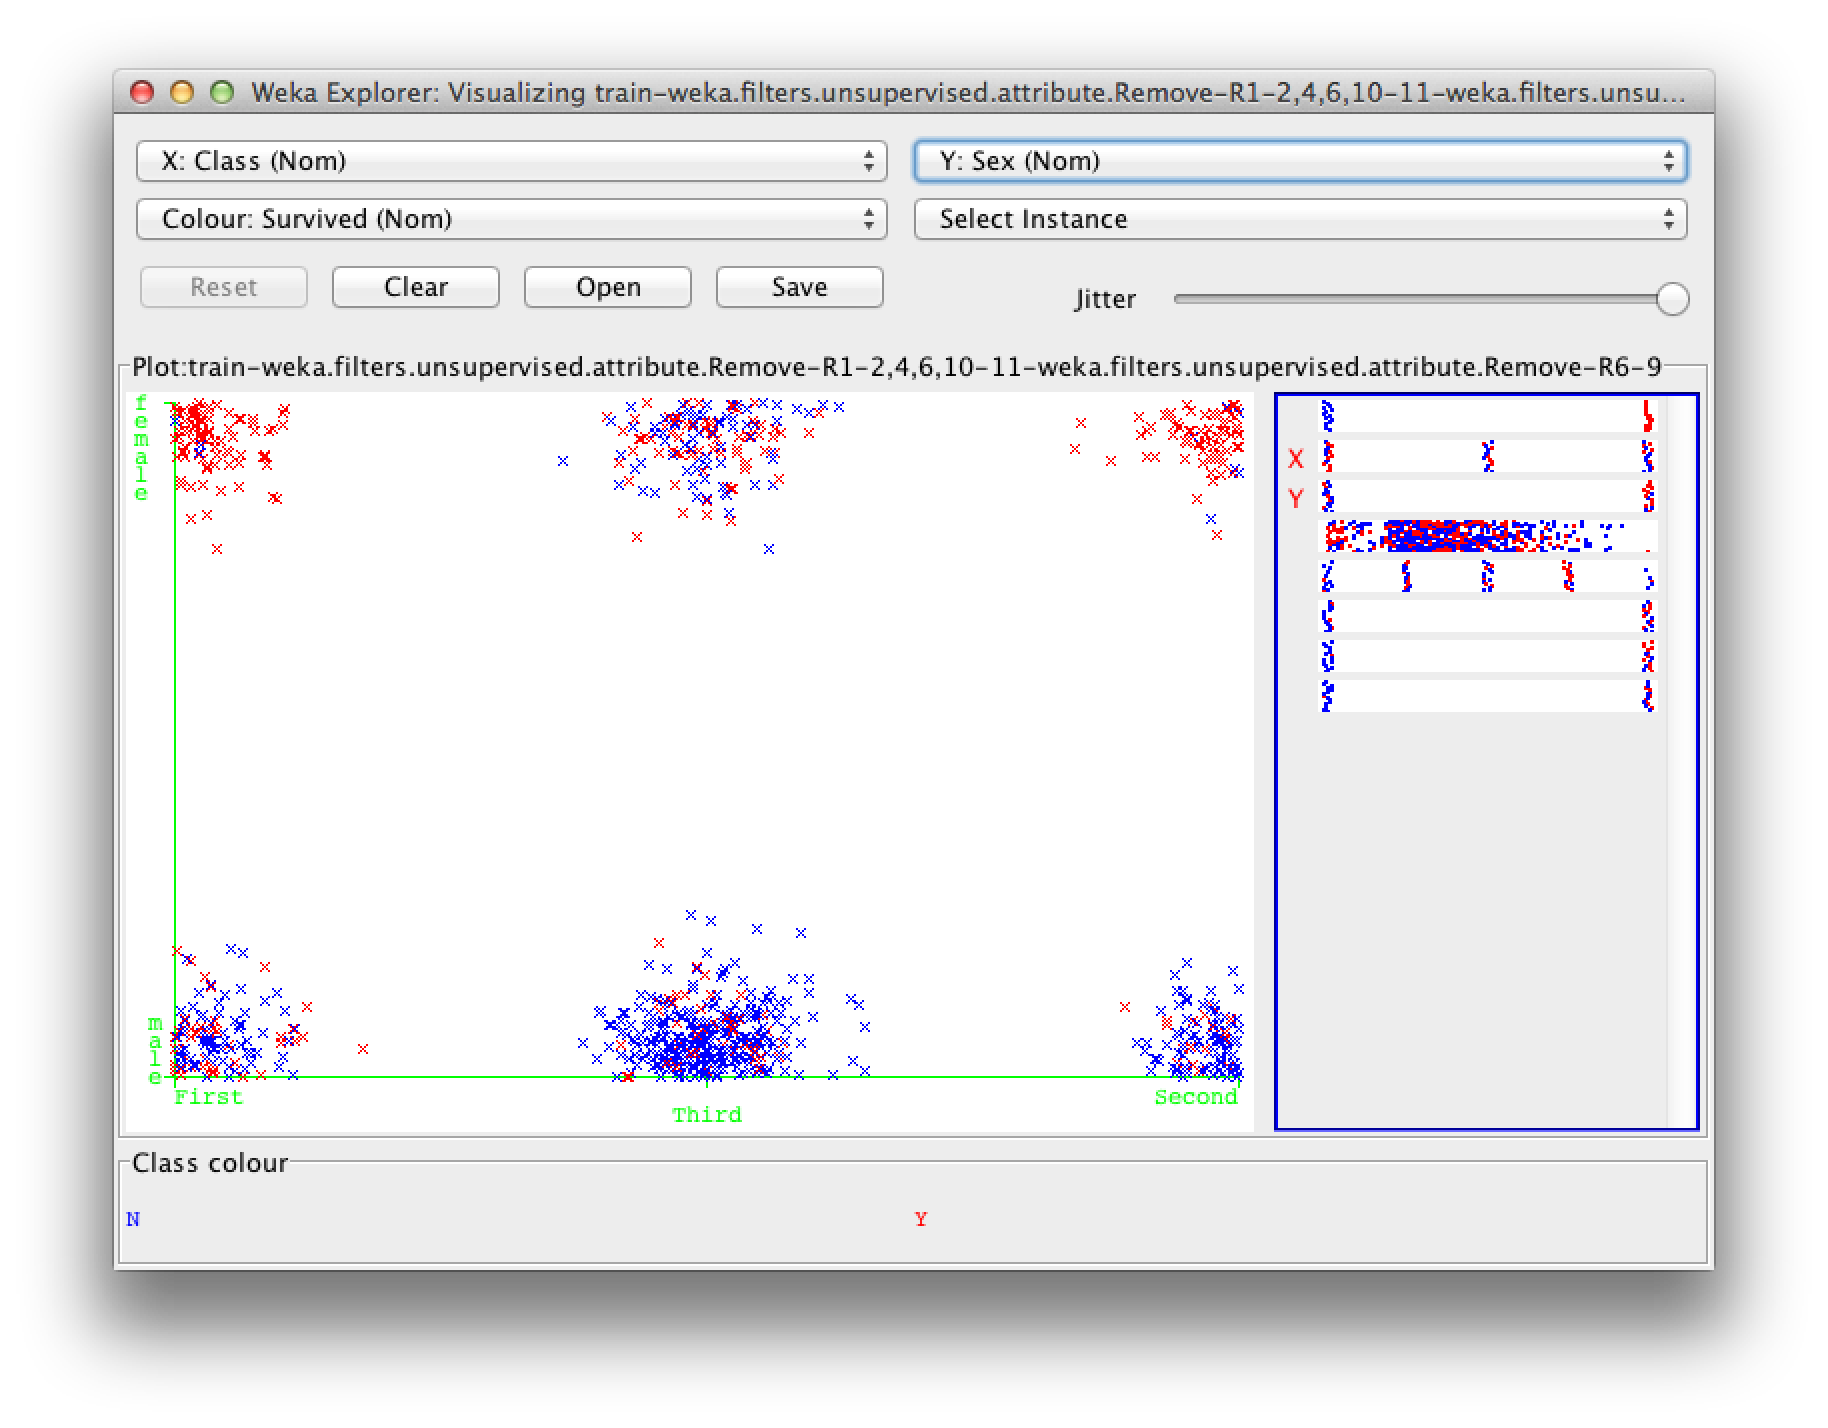 Weka Explorer: Visualizing train-weka.filters.unsupervised.attribute.Remove-R1-2,4,6,10-11-weka.filters.unsu...
X: Class (Nom)
Y: Sex (Nom)
Colour: Survived (Nom)
Select Instance
Reset
Clear
Open
Save
Jitter
Plot:train-weka.filters.unsupervised.attribute.Remove-R1-2,4,6,10-11-weka.filters.unsupervised.attribute.Remove-R6-9
female
X
Y
male
First
Third
Second
Class colour
N
Y